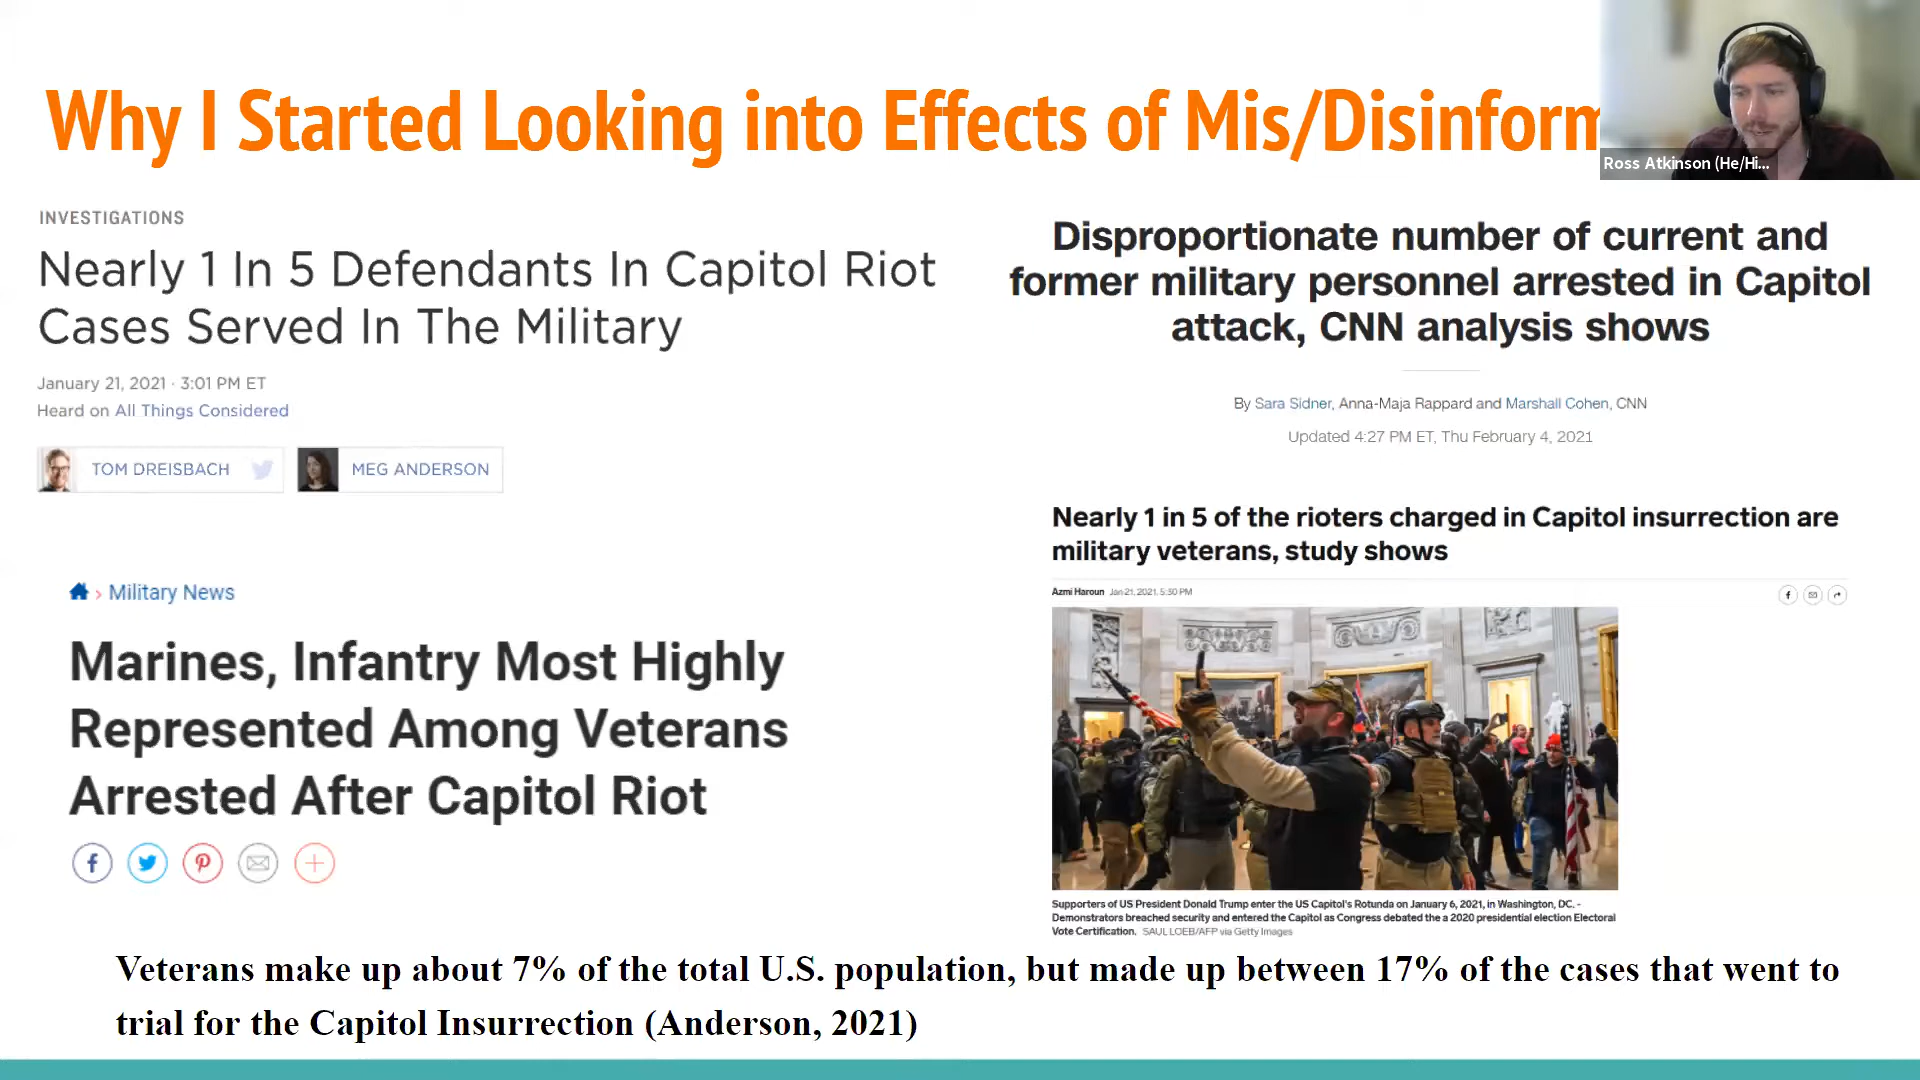 Why I Started Looking into Effects of Mis/Disinform
Ross Atkinson (He/Hi...
INVESTIGATIONS
Nearly 1 In 5 Defendants In Capitol Riot
Cases Served In The Military
January 21, 2021 · 3:01 PM ET
Heard on All Things Considered
TOM DREISBACH
MEG ANDERSON
Disproportionate number of current and
former military personnel arrested in Capitol
attack, CNN analysis shows
By Sara Sidner, Anna-Maja Rappard and Marshall Cohen, CNN
Updated 4:27 PM ET, Thu February 4, 2021
› Military News
Marines, Infantry Most Highly
Represented Among Veterans
Arrested After Capitol Riot
Nearly 1 in 5 of the rioters charged in Capitol insurrection are
military veterans, study shows
Azmi Haroun Jan 21, 2021, 5:30 PM
Supporters of US President Donald Trump enter the US Capitol's Rotunda on January 6, 2021, in Washington, DC. -
Demonstrators breached security and entered the Capitol as Congress debated the a 2020 presidential election Electoral
Vote Certification. SAUL LOEB/AFP via Getty Images
Veterans make up about 7% of the total U.S. population, but made up between 17% of the cases that went to
trial for the Capitol Insurrection (Anderson, 2021)